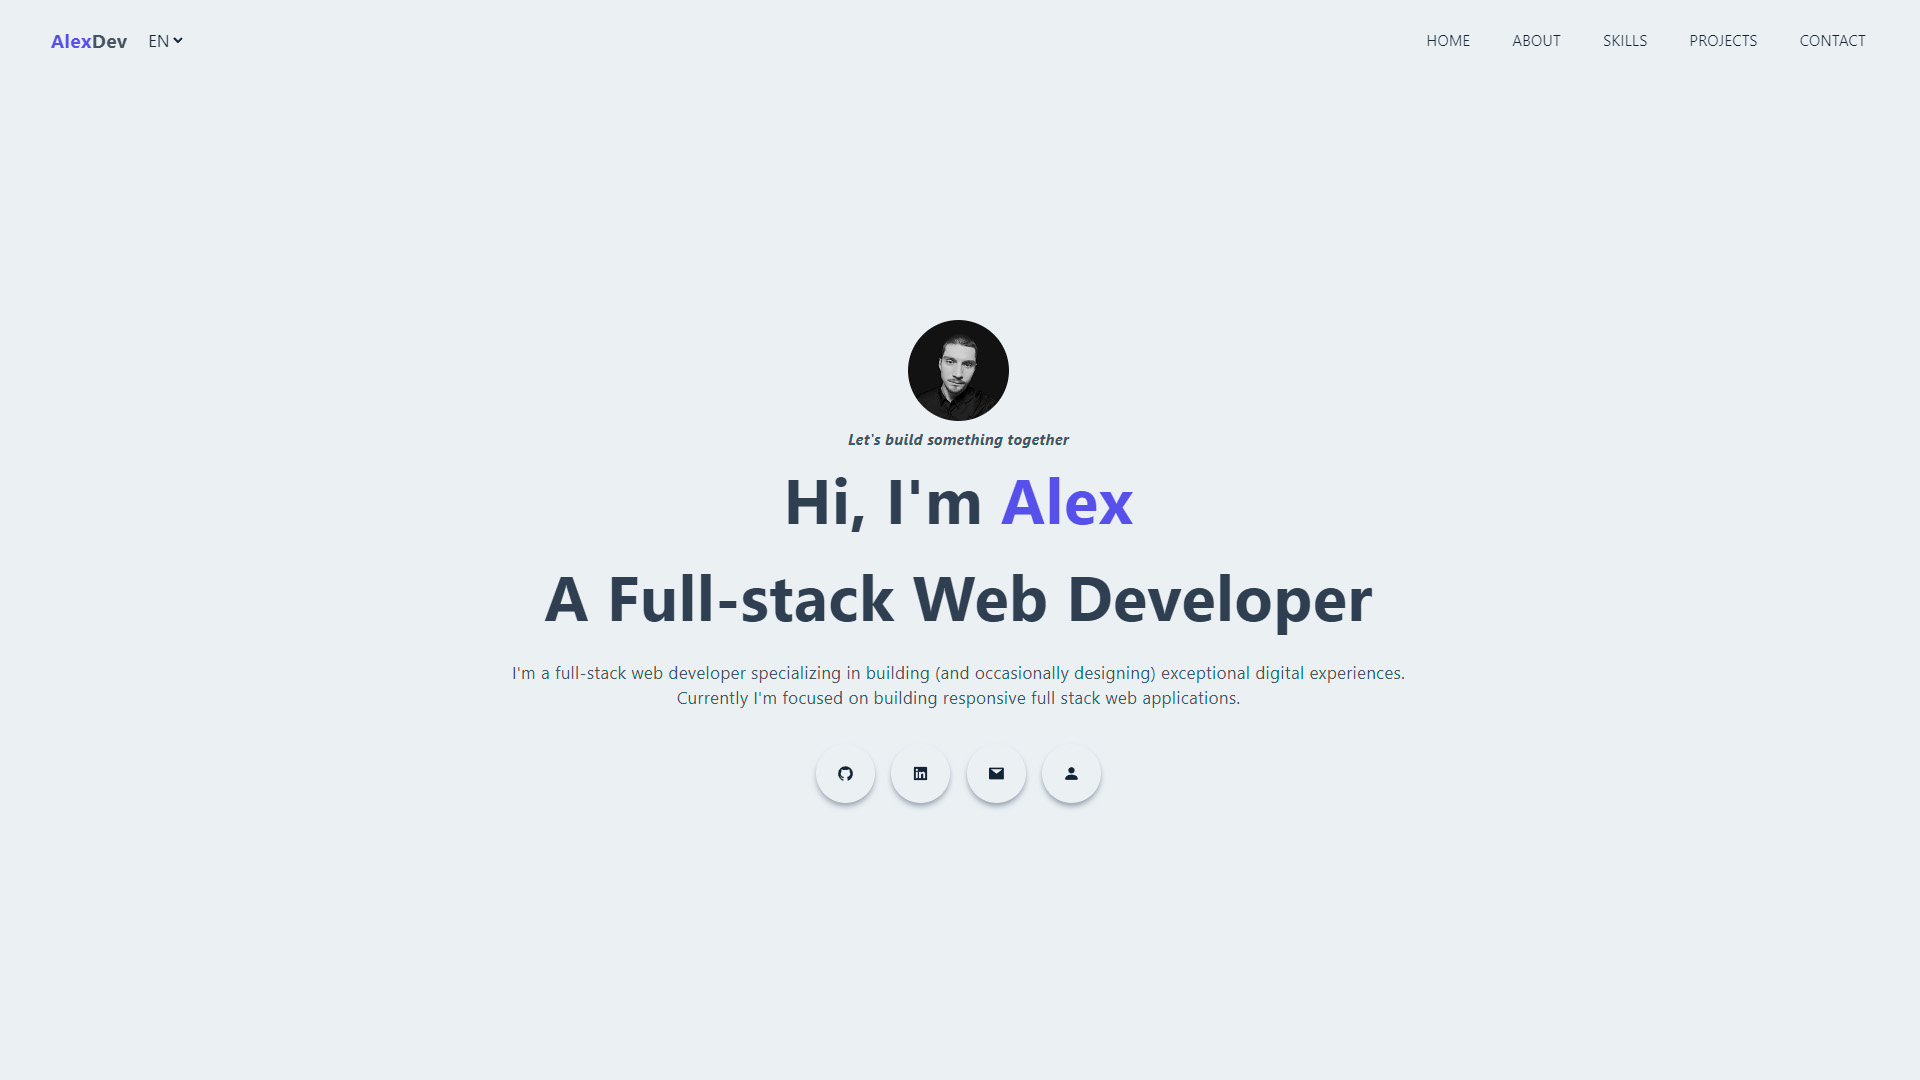 AlexDev EN HOME ABOUT SKILLS PROJECTS CONTACT
Let's build something together
Hi, I'm Alex
A Full-stack Web Developer
I'm a full-stack web developer specializing in building (and occasionally designing) exceptional digital experiences.
Currently I'm focused on building responsive full stack web applications.